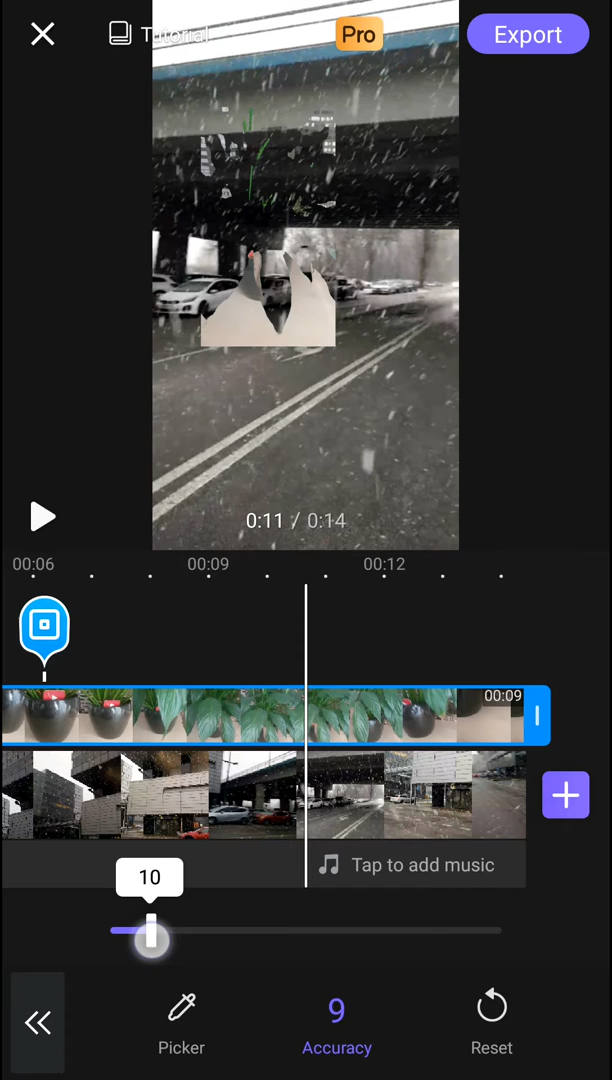 Tutorial
Pro
Export
0:11 / 0:14
00:06
00:09
00:12
00:09
Tap to add music
10
9
Picker
Accuracy
Reset